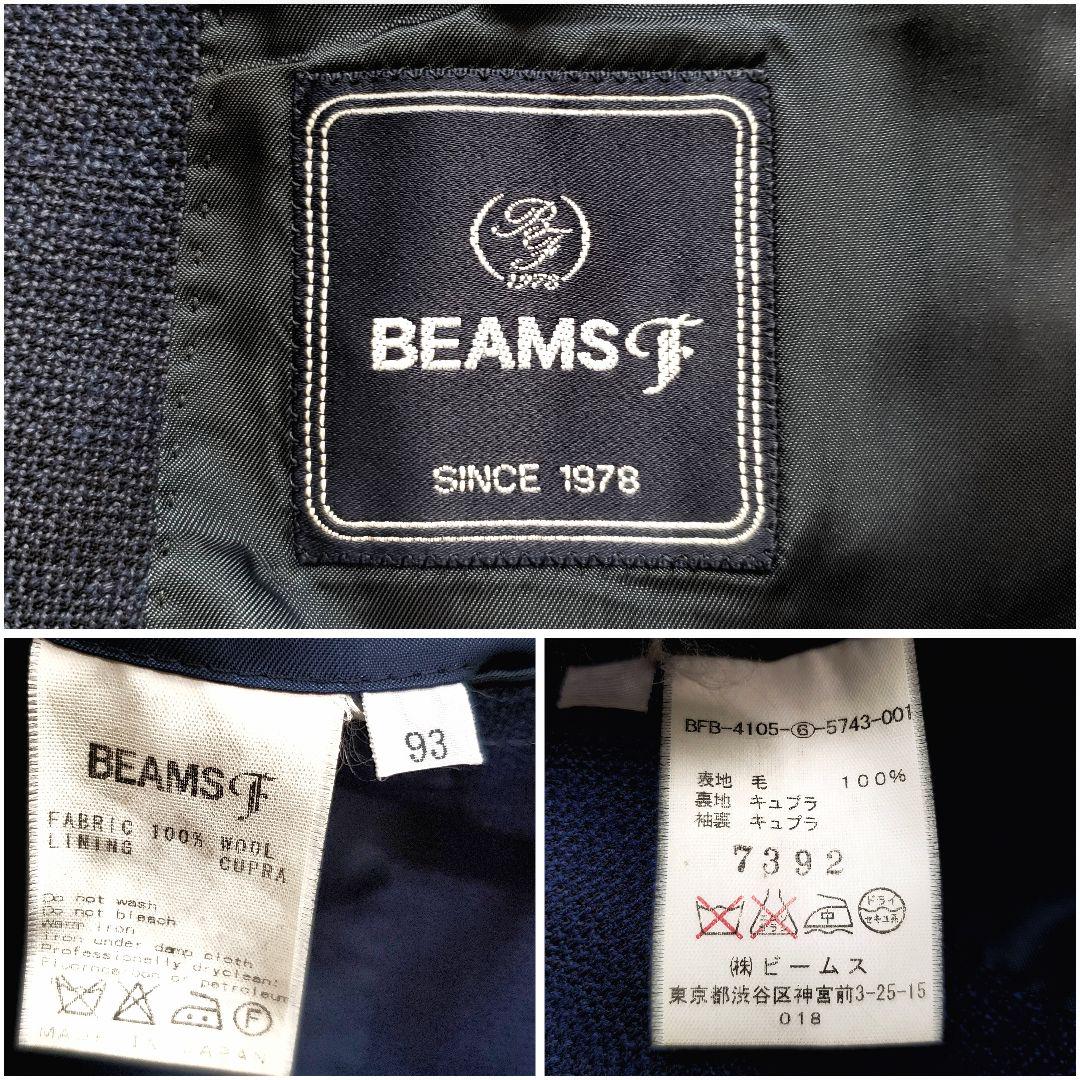 BF
1978
BEAMS F
SINCE 1978
BEAMS F
FABRIC 100% WOOL
LINING CUPRA
Do not wash
Do not bleach
Warm iron
Iron under damp cloth
Professionally dryclean:
Fluorocarbon or petroleum
F
MADE IN JAPAN
93
BFB-4105-⑥-5743-001
表地 毛 100%
裏地 キュプラ
袖裏 キュプラ
7392
中
ドライ
セキユ系
(株)ビームス
東京都渋谷区神宮前3-25-15
018